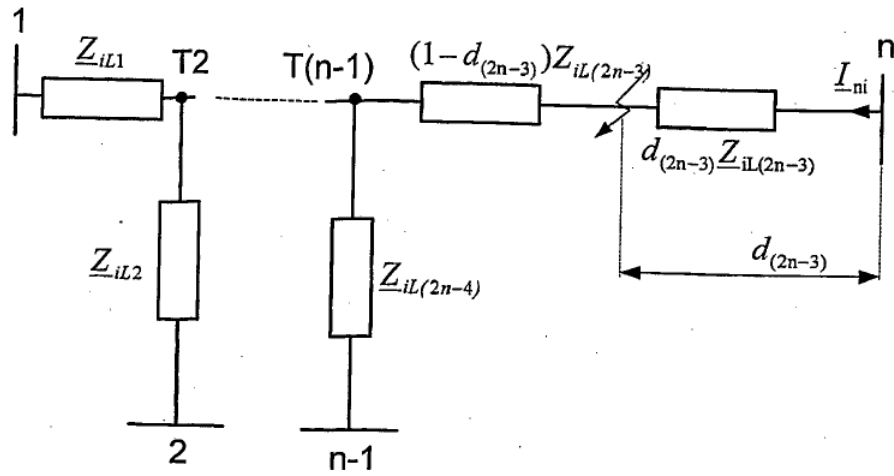 1
Z_iL1
T2
T(n-1)
(1-d_(2n-3))Z_iL(2n-3)
n
I_ni
d_(2n-3)Z_iL(2n-3)
Z_iL2
Z_iL(2n-4)
d_(2n-3)
2
n-1